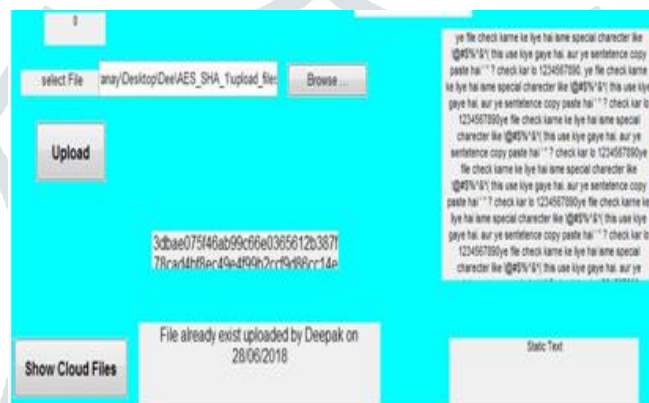 0
select File
anay\Desktop\Dee\AES_SHA_1\upload_file
Browse ...
Upload
3dbae075f46ab99c66e0365612b387f
78cad4bf8ec49e4f99b2ccf9d86cc14e
File already exist uploaded by Deepak on
28/06/2018
Show Cloud Files
ye file check karne ke liye hai isme special charecter like
!@#$%^&*( this use kiye gaye hai. aur ye sentetence copy
paste hai ' " ? check kar lo 1234567890. ye file check karne
ke liye hai isme special charecter like !@#$%^&*( this use kiye
gaye hai. aur ye sentetence copy paste hai ' " ? check kar lo
1234567890ye file check karne ke liye hai isme special
charecter like !@#$%^&*( this use kiye gaye hai. aur ye
sentetence copy paste hai ' " ? check kar lo 1234567890ye
file check karne ke liye hai isme special charecter like
!@#$%^&*( this use kiye gaye hai. aur ye sentetence copy
paste hai ' " ? check kar lo 1234567890ye file check karne ke
liye hai isme special charecter like !@#$%^&*( this use kiye
gaye hai. aur ye sentetence copy paste hai ' " ? check kar lo
1234567890ye file check karne ke liye hai isme special
charecter like !@#$%^&*( this use kiye gaye hai. aur ye
Static Text